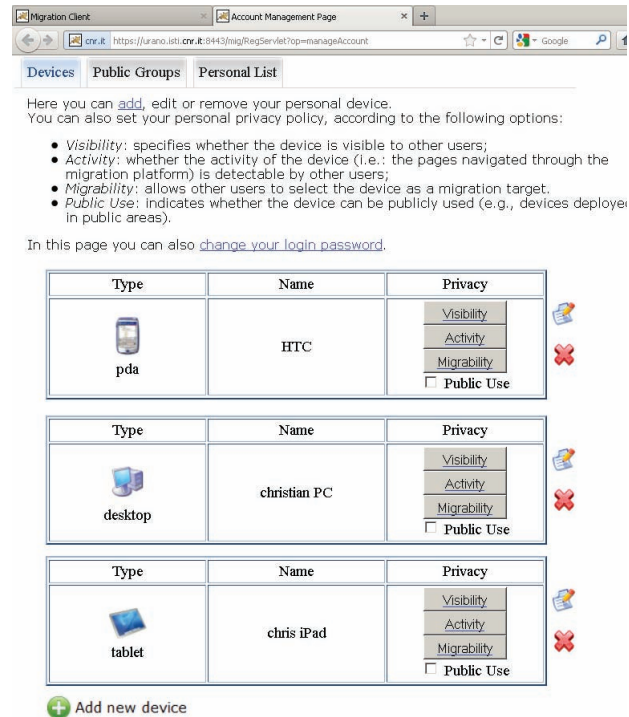 Migration Client
Account Management Page
cnr.it https://urano.isti.cnr.it:8443/mig/RegServlet?op=manageAccount
Google
Devices Public Groups Personal List
Here you can add, edit or remove your personal device.
You can also set your personal privacy policy, according to the following options:
• Visibility: specifies whether the device is visible to other users;
• Activity: whether the activity of the device (i.e.: the pages navigated through the
migration platform) is detectable by other users;
• Migrability: allows other users to select the device as a migration target.
• Public Use: indicates whether the device can be publicly used (e.g., devices deployed
in public areas).
In this page you can also change your login password.
Type Name Privacy
Visibility
Activity
HTC
pda
Migrability
Public Use
Type Name Privacy
Visibility
Activity
christian PC
desktop
Migrability
Public Use
Type Name Privacy
Visibility
Activity
chris iPad
tablet
Migrability
Public Use
Add new device